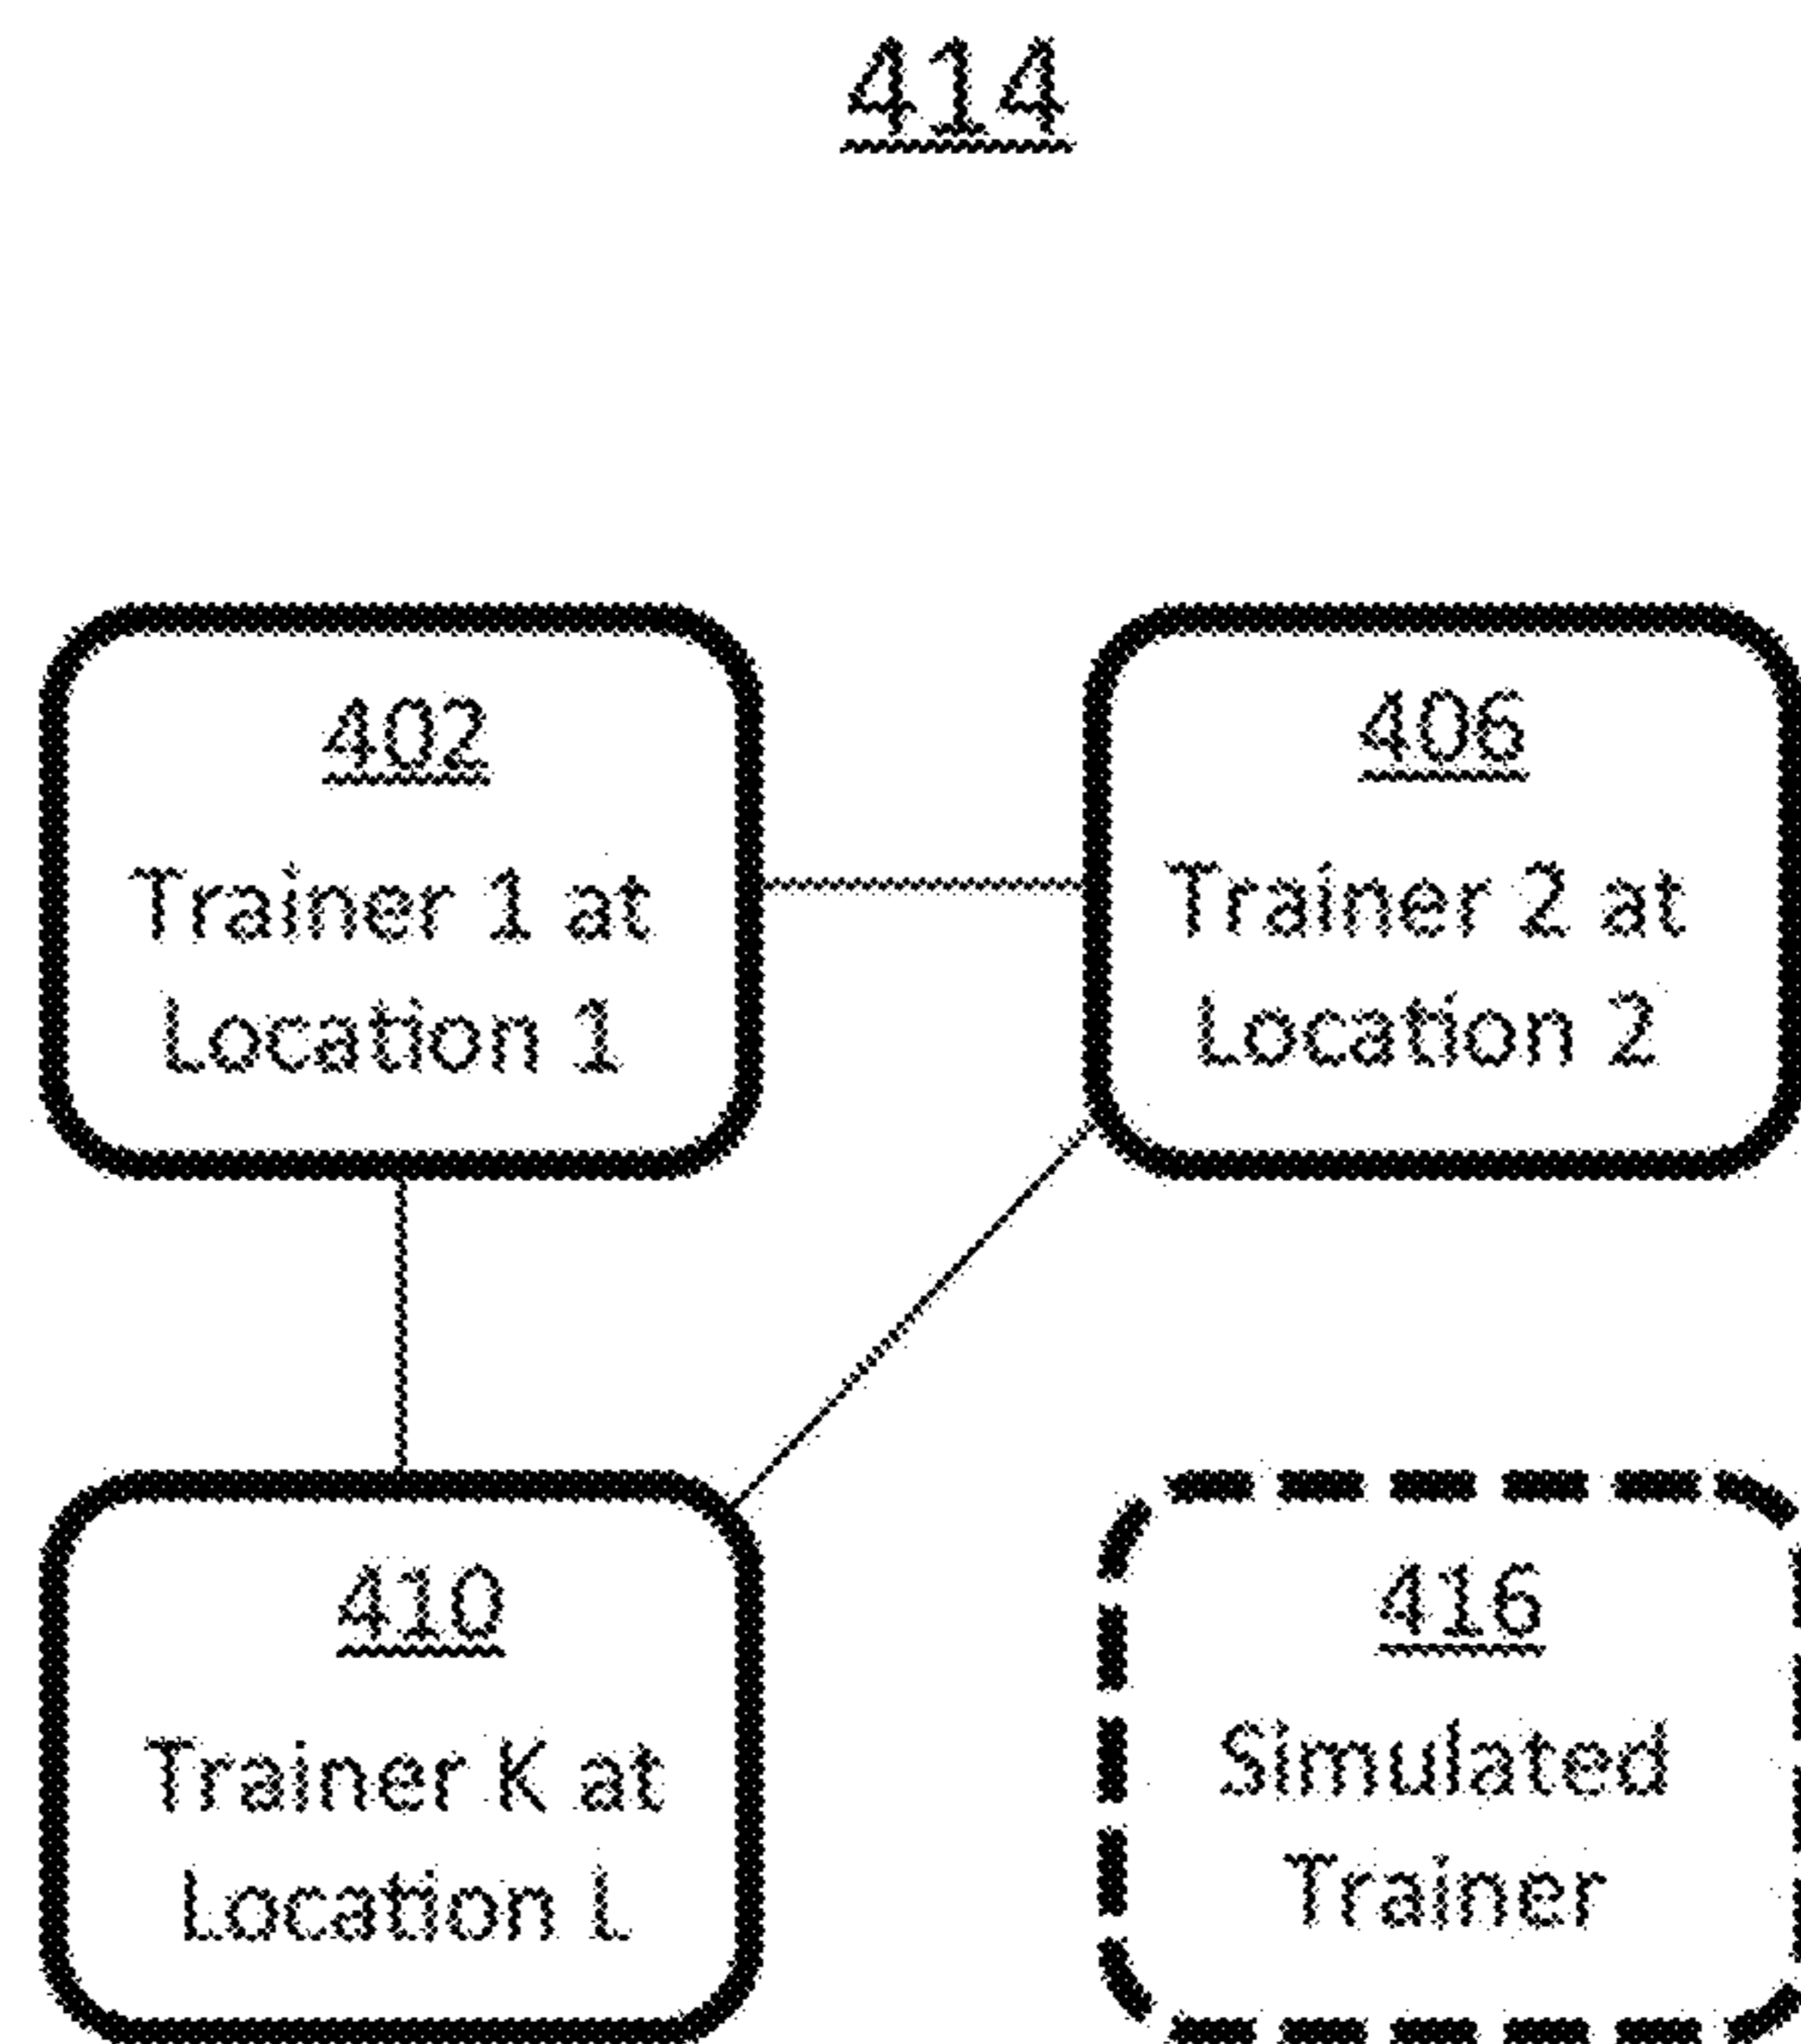 414
402
Trainer 1 at
Location 1
406
Trainer 2 at
Location 2
410
Trainer K at
Location L
416
Simulated
Trainer